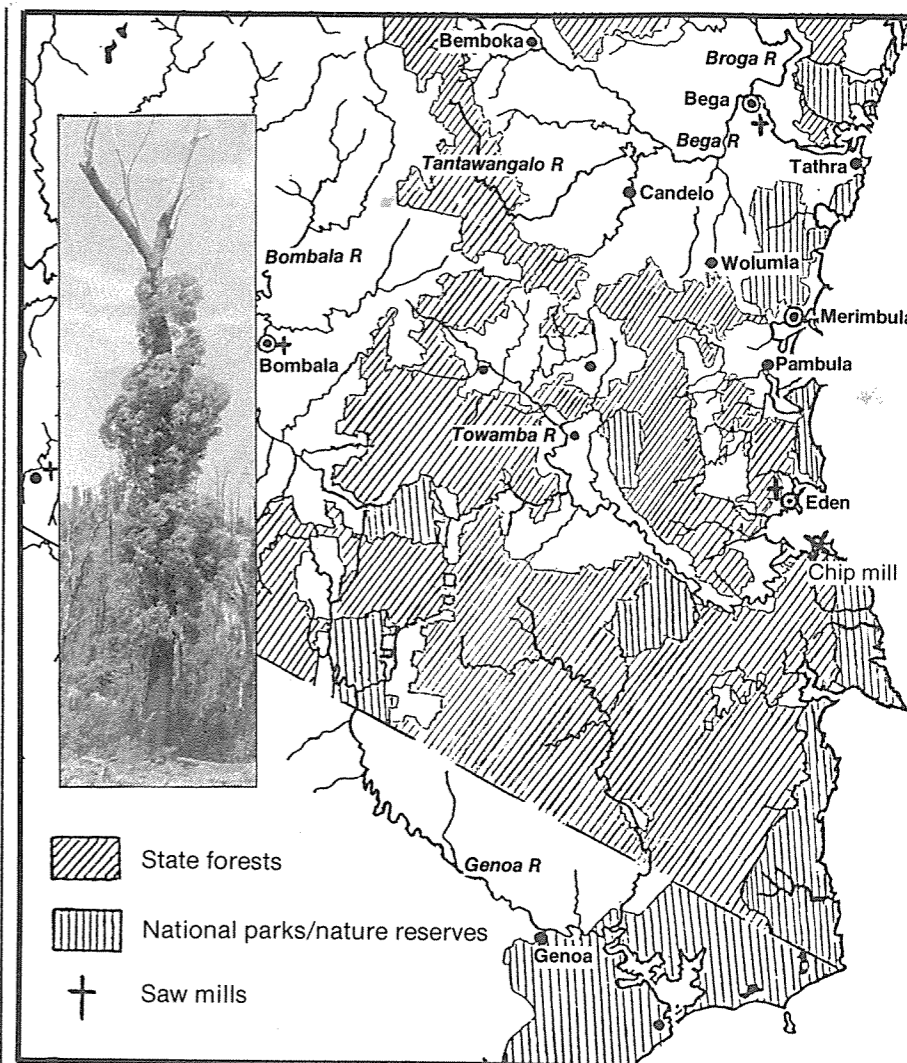 Bemboka
Broga R
Bega
Bega R
Tantawangalo R
Tathra
Candelo
Bombala R
Wolumla
Merimbula
Bombala
Pambula
Towamba R
Eden
Chip mill
State forests
Genoa R
National parks/nature reserves
Genoa
Saw mills